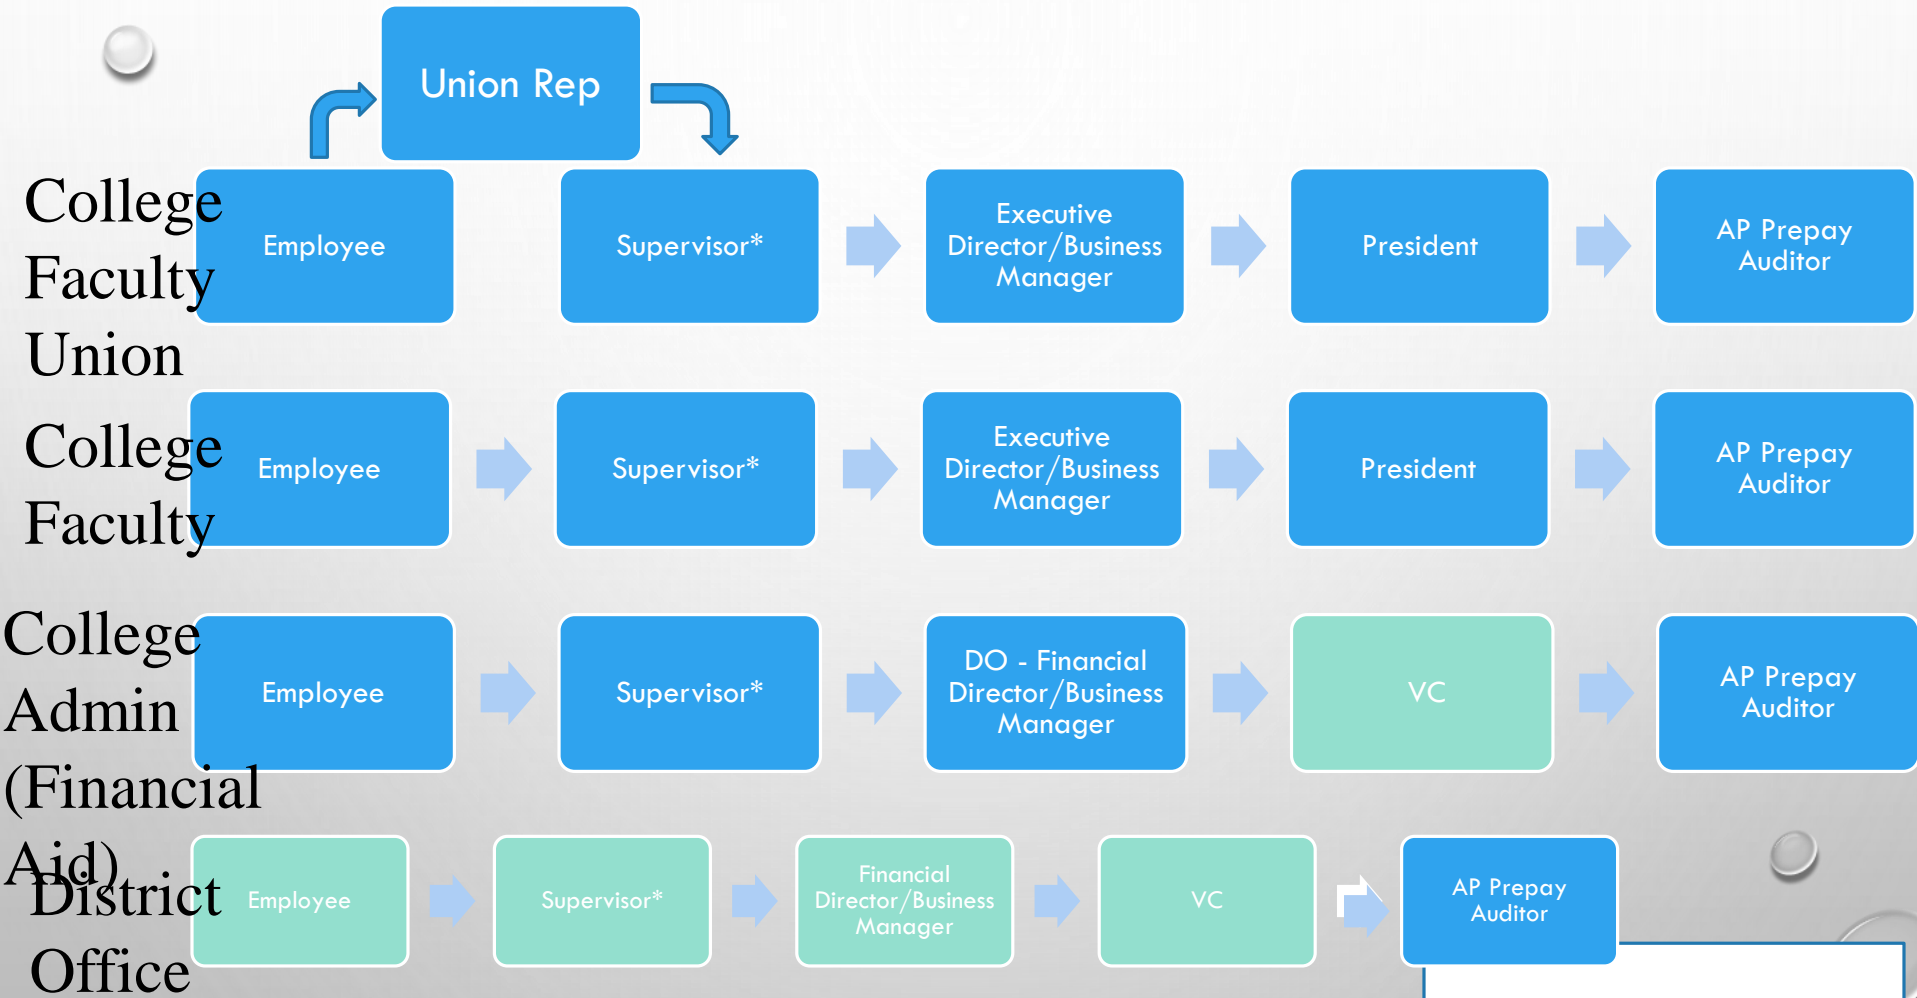 Union Rep
College
Faculty
Union
Employee
Supervisor*
Executive
Director/Business
Manager
President
AP Prepay
Auditor
College
Faculty
Employee
Supervisor*
Executive
Director/Business
Manager
President
AP Prepay
Auditor
College
Admin
(Financial
Aid)
Employee
Supervisor*
DO - Financial
Director/Business
Manager
VC
AP Prepay
Auditor
District
Office
Employee
Supervisor*
Financial
Director/Business
Manager
VC
AP Prepay
Auditor